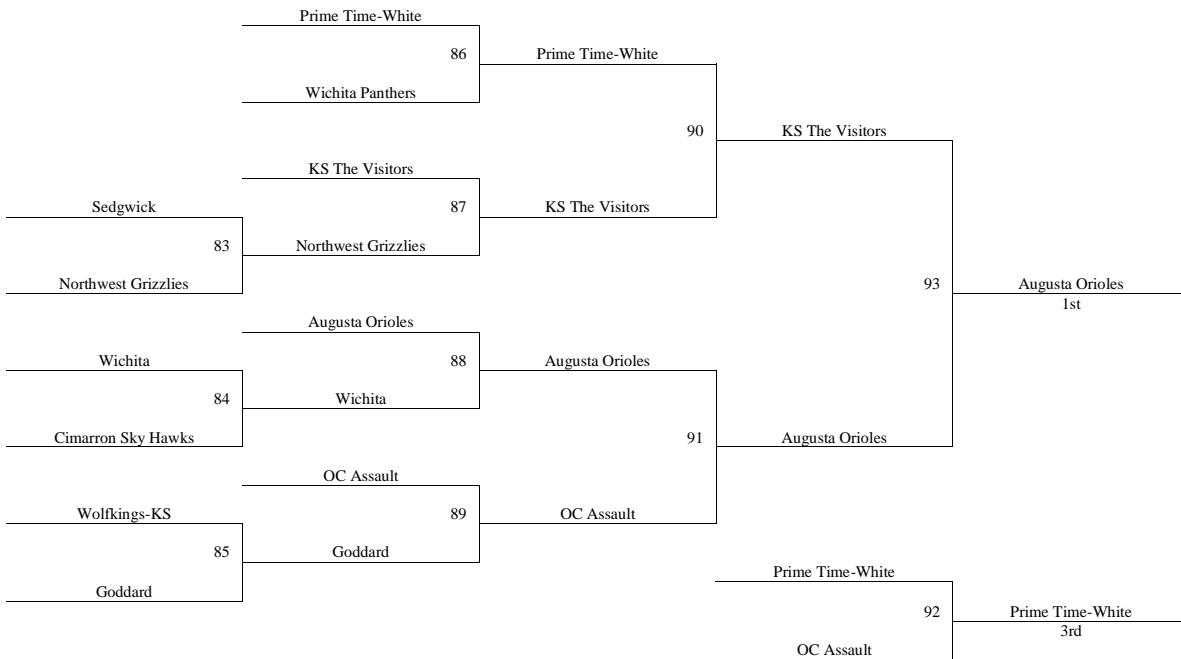 Prime Time-White
86 Prime Time-White
Wichita Panthers
90 KS The Visitors
KS The Visitors
Sedgwick 87 KS The Visitors
83 Northwest Grizzlies
Northwest Grizzlies 93 Augusta Orioles
1st
Augusta Orioles
Wichita 88 Augusta Orioles
84 Wichita
Cimarron Sky Hawks 91 Augusta Orioles
OC Assault
Wolfkings-KS 89 OC Assault
85 Goddard
Prime Time-White
Goddard
92 Prime Time-White
3rd
OC Assault